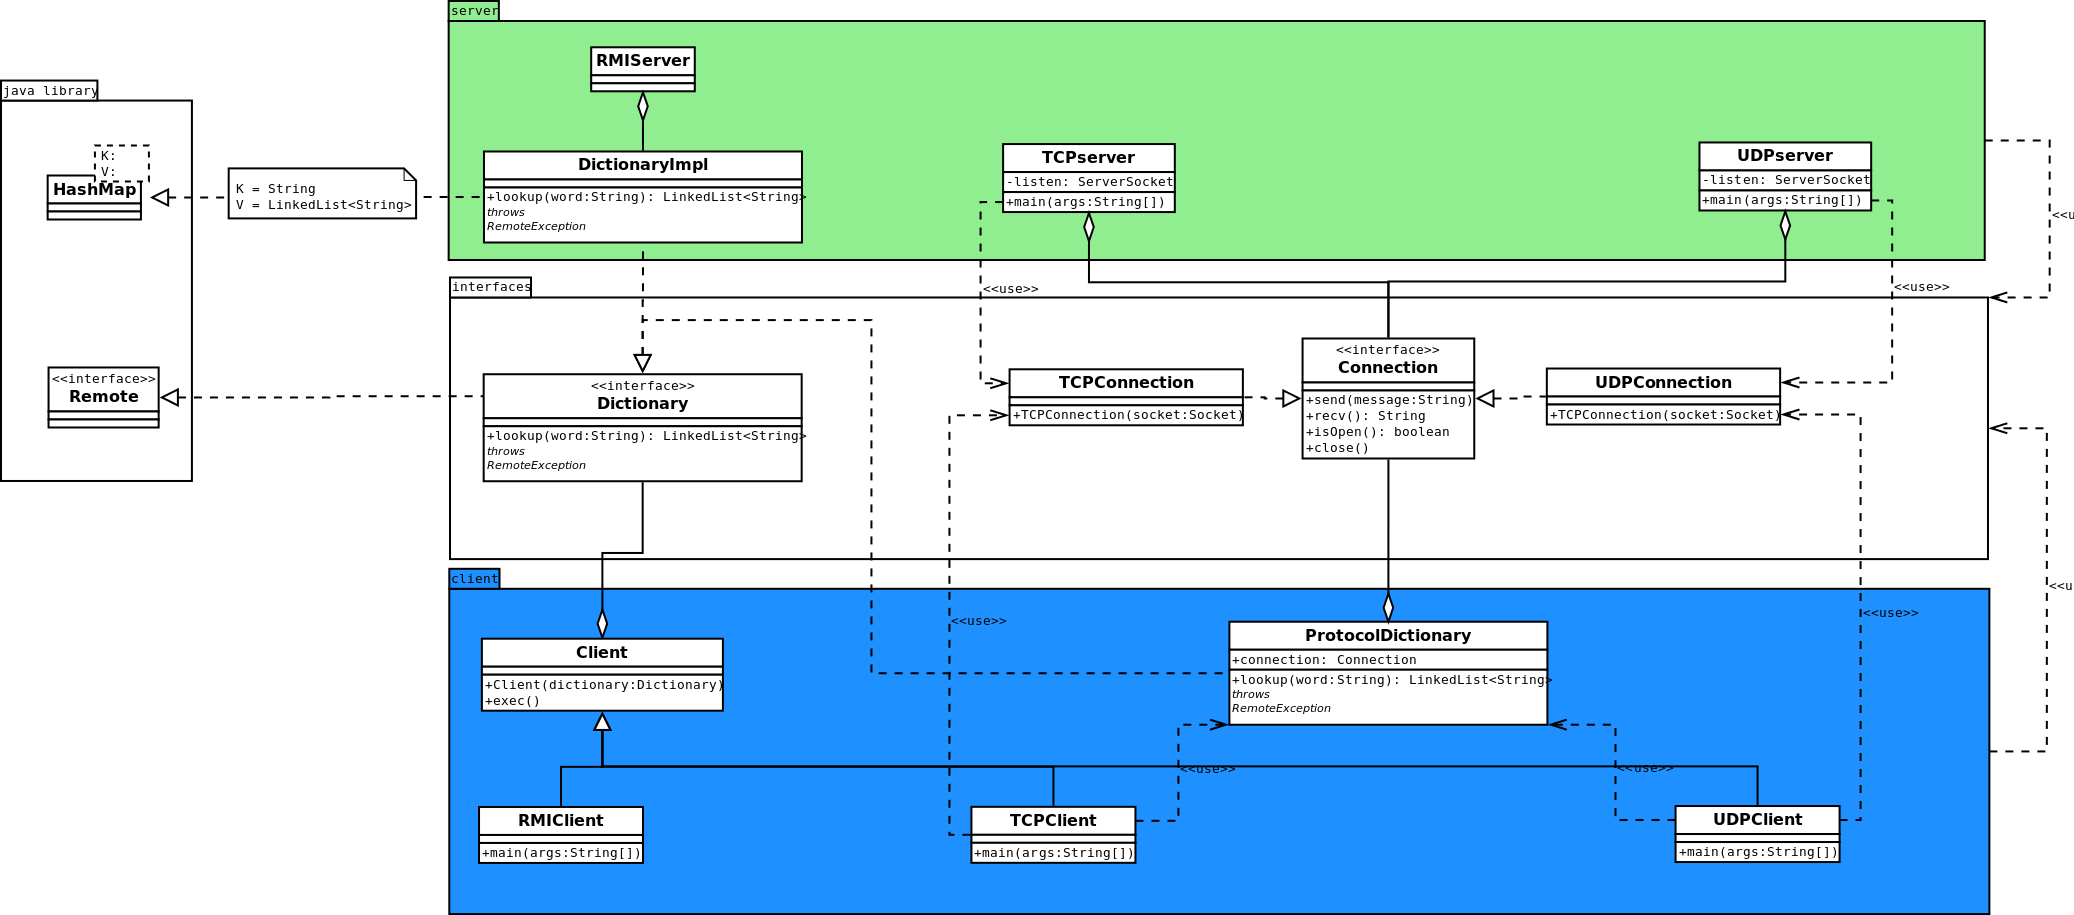 server
RMIServer
java library
K:
V:
HashMap
K = String
V = LinkedList<String>
DictionaryImpl
+lookup(word:String): LinkedList<String>
throws
RemoteException
TCPserver
-listen: ServerSocket
+main(args:String[])
UDPserver
-listen: ServerSocket
+main(args:String[])
<<u
interfaces
<<use>>
<<use>>
<<interface>>
Remote
<<interface>>
Dictionary
+lookup(word:String): LinkedList<String>
throws
RemoteException
TCPConnection
+TCPConnection(socket:Socket)
<<interface>>
Connection
+send(message:String)
+recv(): String
+isOpen(): boolean
+close()
UDPConnection
+TCPConnection(socket:Socket)
client
<<u
<<use>>
<<use>>
Client
+Client(dictionary:Dictionary)
+exec()
ProtocolDictionary
+connection: Connection
+lookup(word:String): LinkedList<String>
throws
RemoteException
<<use>>
<<use>>
RMIClient
+main(args:String[])
TCPClient
+main(args:String[])
UDPClient
+main(args:String[])